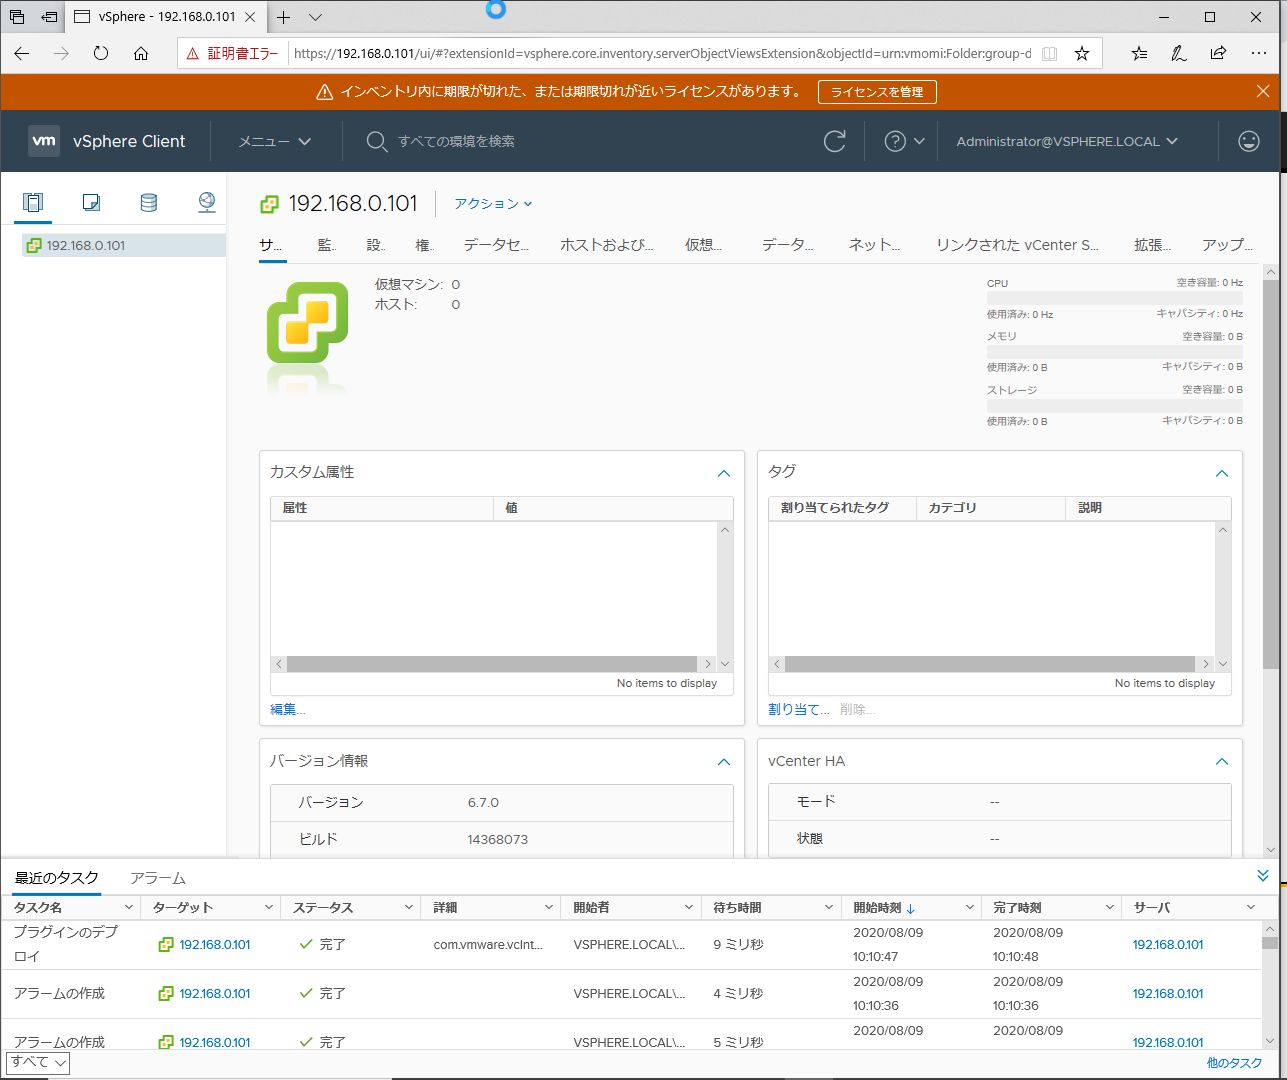 vSphere - 192.168.0.101
証明書エラー https://192.168.0.101/ui/#?extensionId=vsphere.core.inventory.serverObjectViewsExtension&objectId=urn:vmomi:Folder:group-d
インベントリ内に期限が切れた、または期限切れが近いライセンスがあります。 ライセンスを管理
vm vSphere Client メニュー すべての環境を検索 Administrator@VSPHERE.LOCAL
192.168.0.101 アクション
192.168.0.101
サ... 監... 設... 権... データセ... ホストおよび... 仮想... データ... ネット... リンクされた vCenter S... 拡張... アップ...
仮想マシン: 0
ホスト: 0
CPU 空き容量: 0 Hz
使用済み: 0 Hz キャパシティ: 0 Hz
メモリ 空き容量: 0 B
使用済み: 0 B キャパシティ: 0 B
ストレージ 空き容量: 0 B
使用済み: 0 B キャパシティ: 0 B
カスタム属性
属性 値
No items to display
編集...
タグ
割り当てられたタグ カテゴリ 説明
No items to display
割り当て... 削除...
バージョン情報
バージョン 6.7.0
ビルド 14368073
vCenter HA
モード --
状態 --
最近のタスク アラーム
タスク名 ターゲット ステータス 詳細 開始者 待ち時間 開始時刻 完了時刻 サーバ
プラグインのデプロイ 192.168.0.101 完了 com.vmware.vcInt... VSPHERE.LOCAL\... 9 ミリ秒 2020/08/09 10:10:47 2020/08/09 10:10:48 192.168.0.101
アラームの作成 192.168.0.101 完了 VSPHERE.LOCAL\... 4 ミリ秒 2020/08/09 10:10:36 2020/08/09 10:10:36 192.168.0.101
アラームの作成 192.168.0.101 完了 VSPHERE.LOCAL\... 5 ミリ秒 2020/08/09 2020/08/09 192.168.0.101
すべて 他のタスク